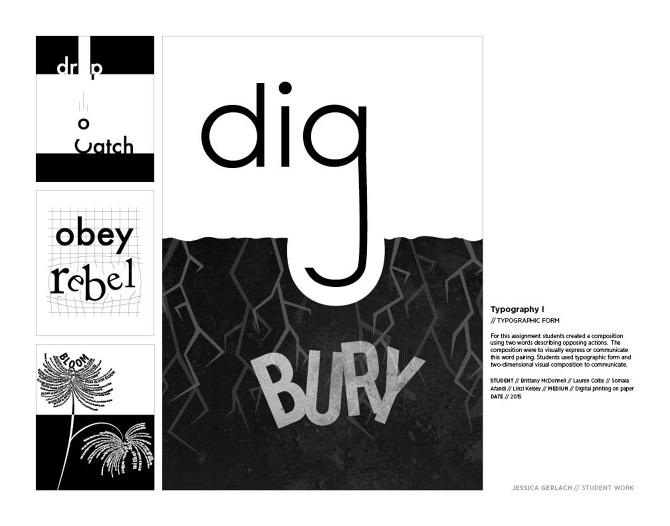 dr p
o
catch
obey
rebel
BLOOM
dig
BURY
Typography I
// TYPOGRAPHIC FORM
For this assignment students created a composition
using two words describing opposing actions. The
composition were to visually express or communicate
this word pairing. Students used typographic form and
two-dimensional visual composition to communicate.
STUDENT // Brittany McDonnell // Lauren Colby // Somaia
Afandi // Linzi Kelsey // MEDIUM // Digital printing on paper
DATE // 2015
JESSICA GERLACH // STUDENT WORK